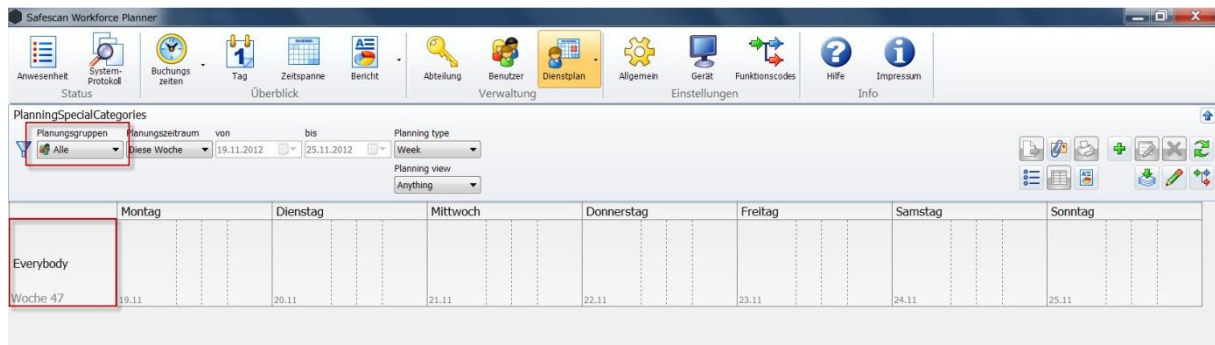 Safescan Workforce Planner
Anwesenheit System-Protokoll Buchungs zeiten Tag Zeitspanne Bericht Abteilung Benutzer Dienstplan Allgemein Gerät Funktionscodes Hilfe Impressum
Status Überblick Verwaltung Einstellungen Info
PlanningSpecialCategories
Planungsgruppen Planungszeitraum von bis Planning type
Alle Diese Woche 19.11.2012 25.11.2012 Week
Planning view
Anything
Montag Dienstag Mittwoch Donnerstag Freitag Samstag Sonntag
Everybody
Woche 47 19.11 20.11 21.11 22.11 23.11 24.11 25.11